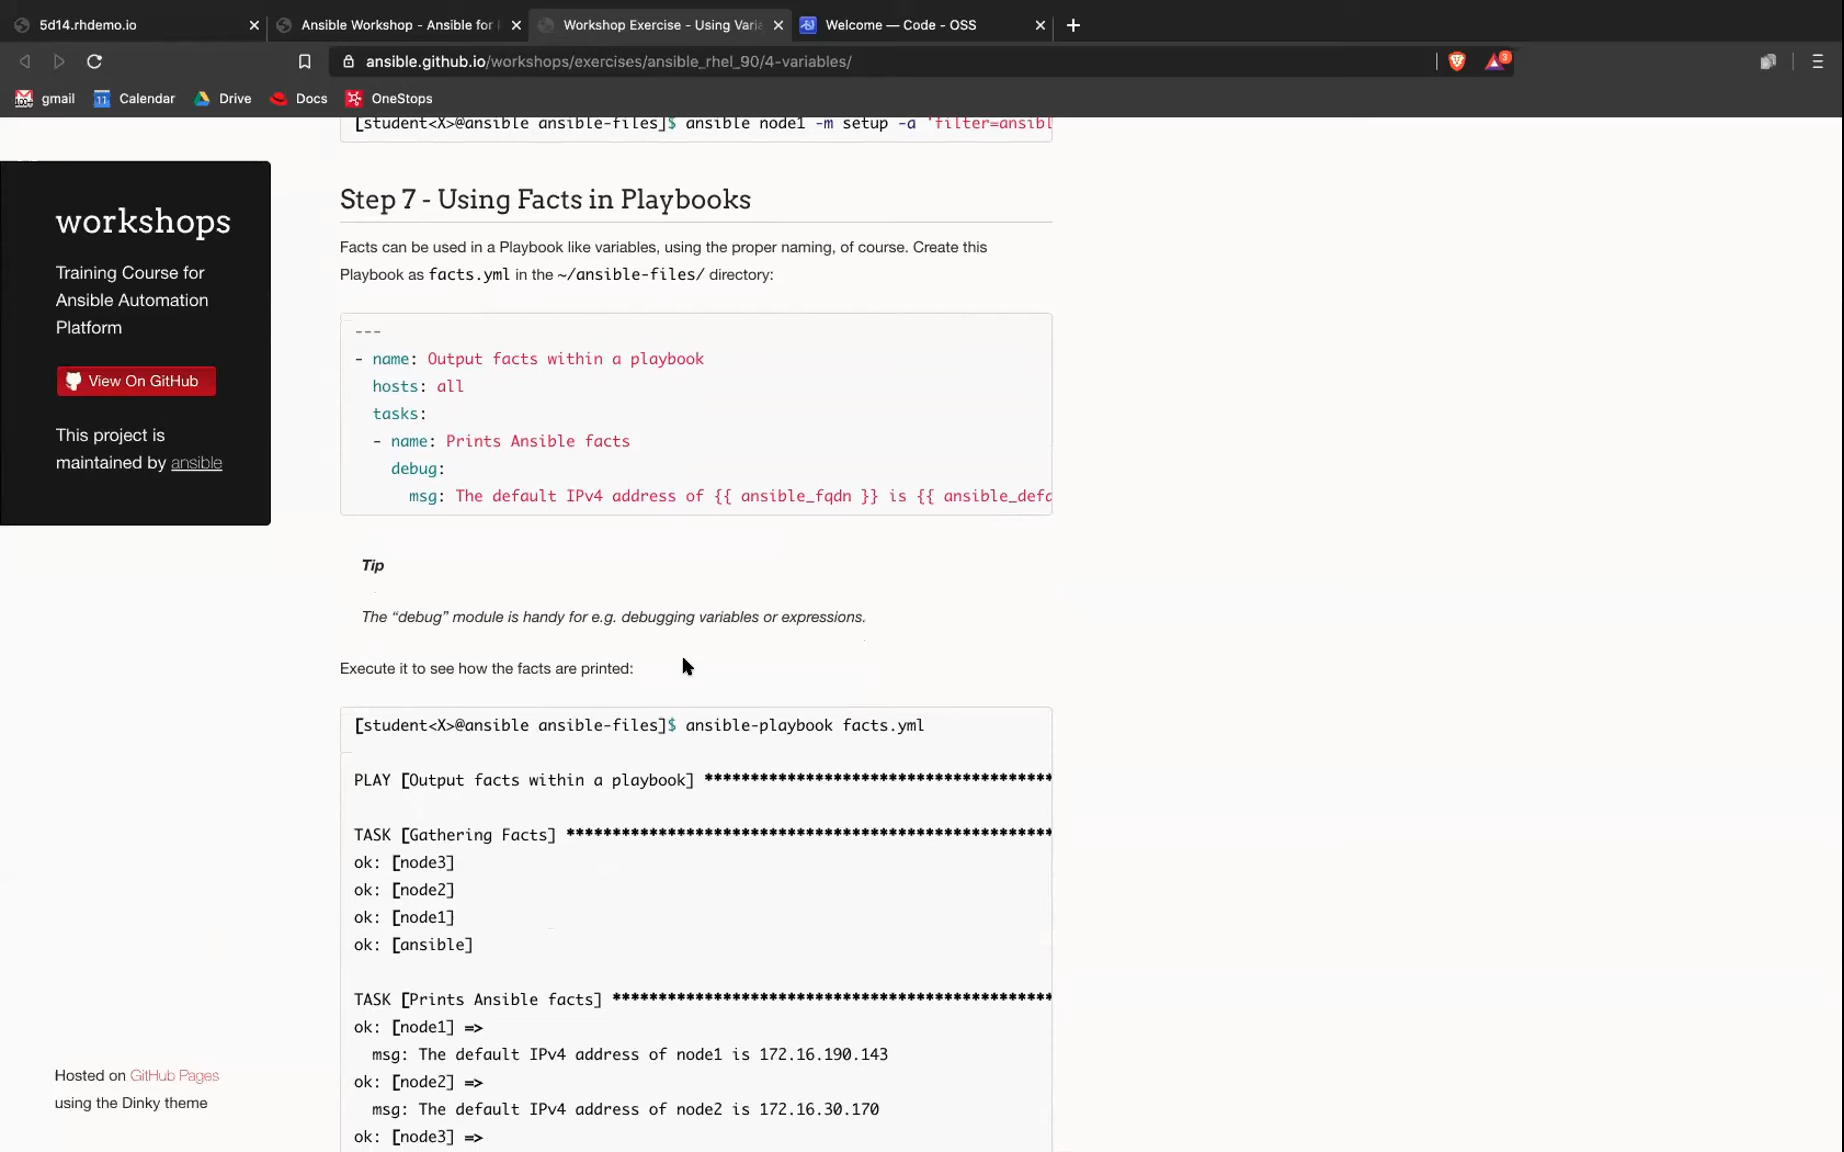 5d14.rhdemo.io
Ansible Workshop - Ansible for
Workshop Exercise - Using Varia
Welcome — Code - OSS
ansible.github.io/workshops/exercises/ansible_rhel_90/4-variables/
3
gmail
Calendar
Drive
Docs
OneStops
[student<X>@ansible ansible-files]$ ansible node1 -m setup -a 'filter=ansibl
workshops
Training Course for
Ansible Automation
Platform
View On GitHub
This project is
maintained by ansible
Hosted on GitHub Pages
using the Dinky theme
Step 7 - Using Facts in Playbooks
Facts can be used in a Playbook like variables, using the proper naming, of course. Create this
Playbook as facts.yml in the ~/ansible-files/ directory:
---
- name: Output facts within a playbook
hosts: all
tasks:
- name: Prints Ansible facts
debug:
msg: The default IPv4 address of {{ ansible_fqdn }} is {{ ansible_defa
Tip
The “debug” module is handy for e.g. debugging variables or expressions.
Execute it to see how the facts are printed:
[student<X>@ansible ansible-files]$ ansible-playbook facts.yml
PLAY [Output facts within a playbook] **************************************
TASK [Gathering Facts] *****************************************************
ok: [node3]
ok: [node2]
ok: [node1]
ok: [ansible]
TASK [Prints Ansible facts] ************************************************
ok: [node1] =>
msg: The default IPv4 address of node1 is 172.16.190.143
ok: [node2] =>
msg: The default IPv4 address of node2 is 172.16.30.170
ok: [node3] =>